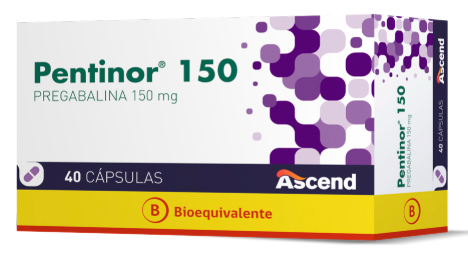 Pentinor® 150
PREGABALINA 150 mg
40 CÁPSULAS
Ascend
B Bioequivalente
Pentinor® 150
PREGABALINA 150 mg
40 CÁPSULAS
Ascend
B